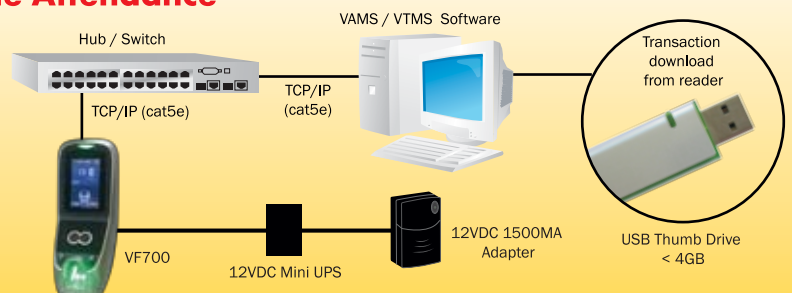 Attendance
Hub / Switch
VAMS / VTMS Software
Transaction
download
from reader
TCP/IP
(cat5e)
TCP/IP (cat5e)
VF700
12VDC Mini UPS
12VDC 1500MA
Adapter
USB Thumb Drive
< 4GB